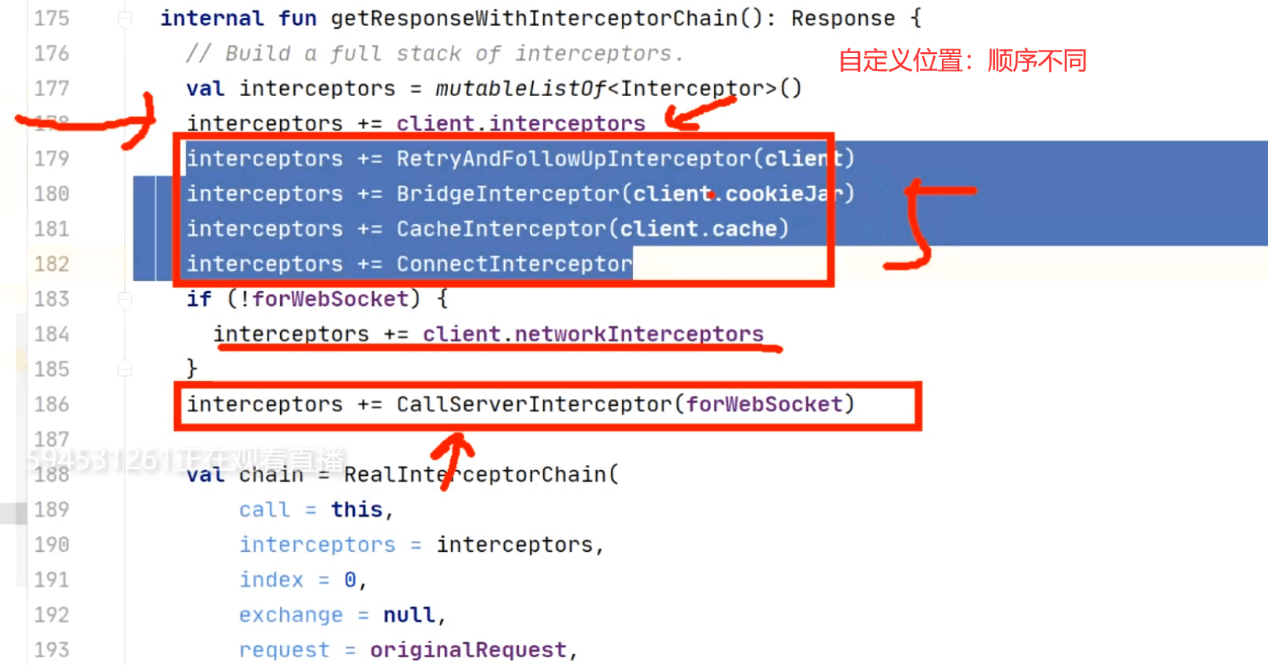 175 internal fun getResponseWithInterceptorChain(): Response {
176 // Build a full stack of interceptors.
自定义位置：顺序不同
177 val interceptors = mutableListOf<Interceptor>()
178 interceptors += client.interceptors
179 interceptors += RetryAndFollowUpInterceptor(client)
180 interceptors += BridgeInterceptor(client.cookieJar)
181 interceptors += CacheInterceptor(client.cache)
182 interceptors += ConnectInterceptor
5
183 if (!forWebSocket) {
184 interceptors += client.networkInterceptors
185 }
186 interceptors += CallServerInterceptor(forWebSocket)
187
594531261正在观看直播
188 val chain = RealInterceptorChain(
189 call = this,
190 interceptors = interceptors,
191 index = 0,
192 exchange = null,
193 request = originalRequest,